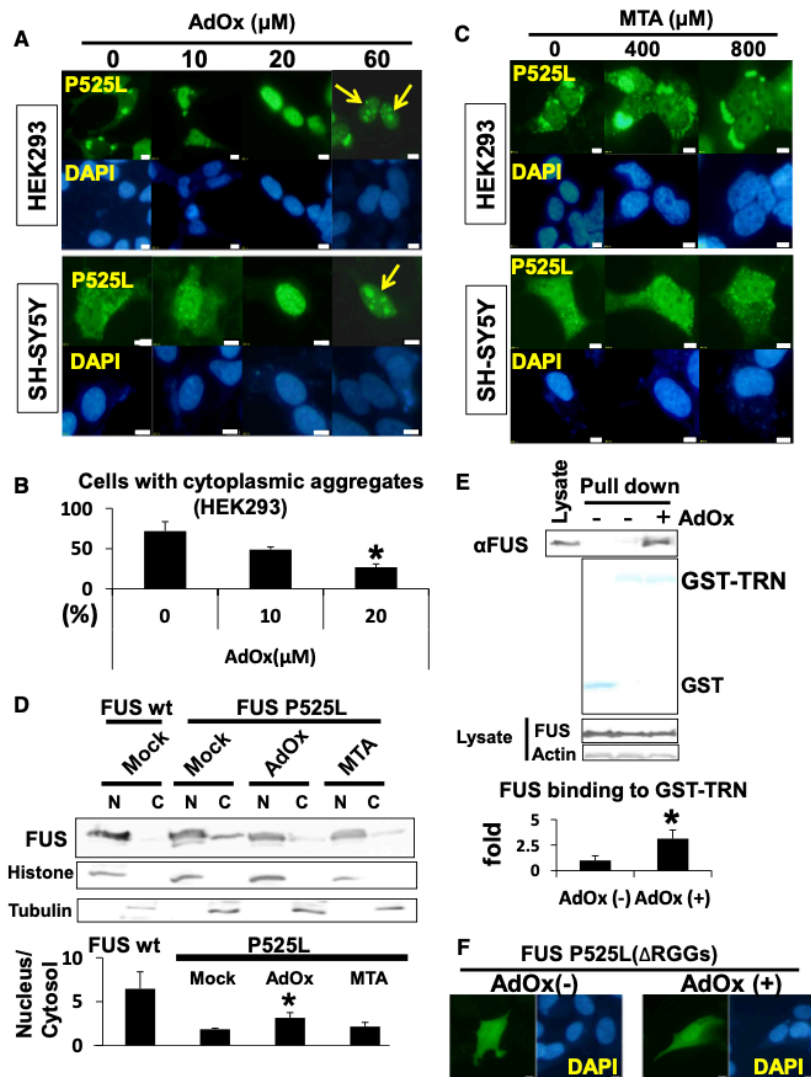 A
AdOx (μM)
0 10 20 60
HEK293
P525L
DAPI
SH-SY5Y
P525L
DAPI
C
MTA (μM)
0 400 800
HEK293
P525L
DAPI
SH-SY5Y
P525L
DAPI
B
Cells with cytoplasmic aggregates
(HEK293)
100
50
0
*
(%) 0 10 20
AdOx(μM)
D
FUS wt FUS P525L
Mock Mock AdOx MTA
N C N C N C N C
FUS
Histone
Tubulin
FUS wt P525L
Mock AdOx MTA
Nucleus/
Cytosol
10
5
0
*
E
Lysate
Pull down
- - + AdOx
αFUS
GST-TRN
GST
Lysate
FUS
Actin
FUS binding to GST-TRN
fold
5
2.5
0
*
AdOx (-) AdOx (+)
F
FUS P525L(ΔRGGs)
AdOx(-) AdOx (+)
DAPI DAPI